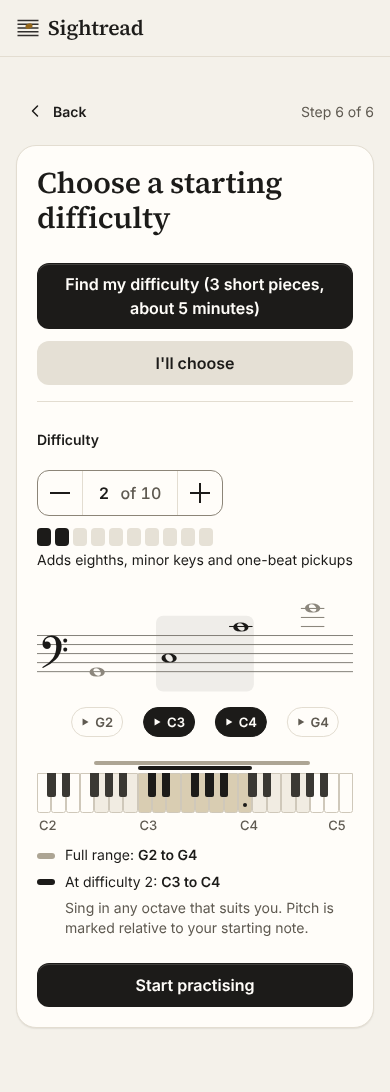 Sightread
Back
Step 6 of 6
Choose a starting
difficulty
Find my difficulty (3 short pieces,
about 5 minutes)
I'll choose
Difficulty
2 of 10
Adds eighths, minor keys and one-beat pickups
G2 C3 C4 G4
C2 C3 C4 C5
Full range: G2 to G4
At difficulty 2: C3 to C4
Sing in any octave that suits you. Pitch is
marked relative to your starting note.
Start practising